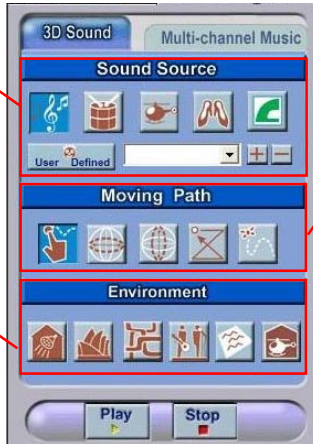 3D Sound
Multi-channel Music
Sound Source
User Defined
Moving Path
Environment
Play
Stop